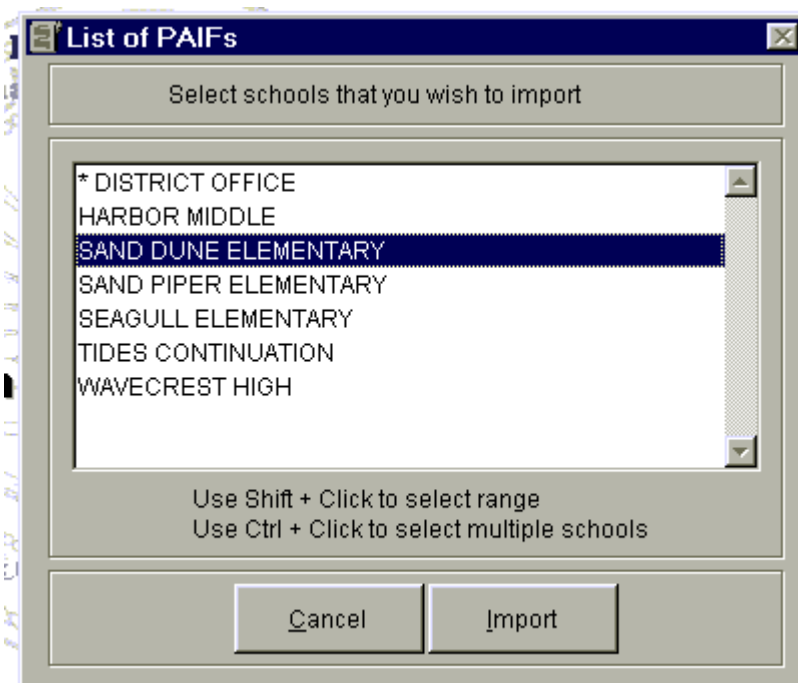 List of PAIFs
Select schools that you wish to import
* DISTRICT OFFICE
HARBOR MIDDLE
SAND DUNE ELEMENTARY
SAND PIPER ELEMENTARY
SEAGULL ELEMENTARY
TIDES CONTINUATION
WAVECREST HIGH
Use Shift + Click to select range
Use Ctrl + Click to select multiple schools
Cancel
Import